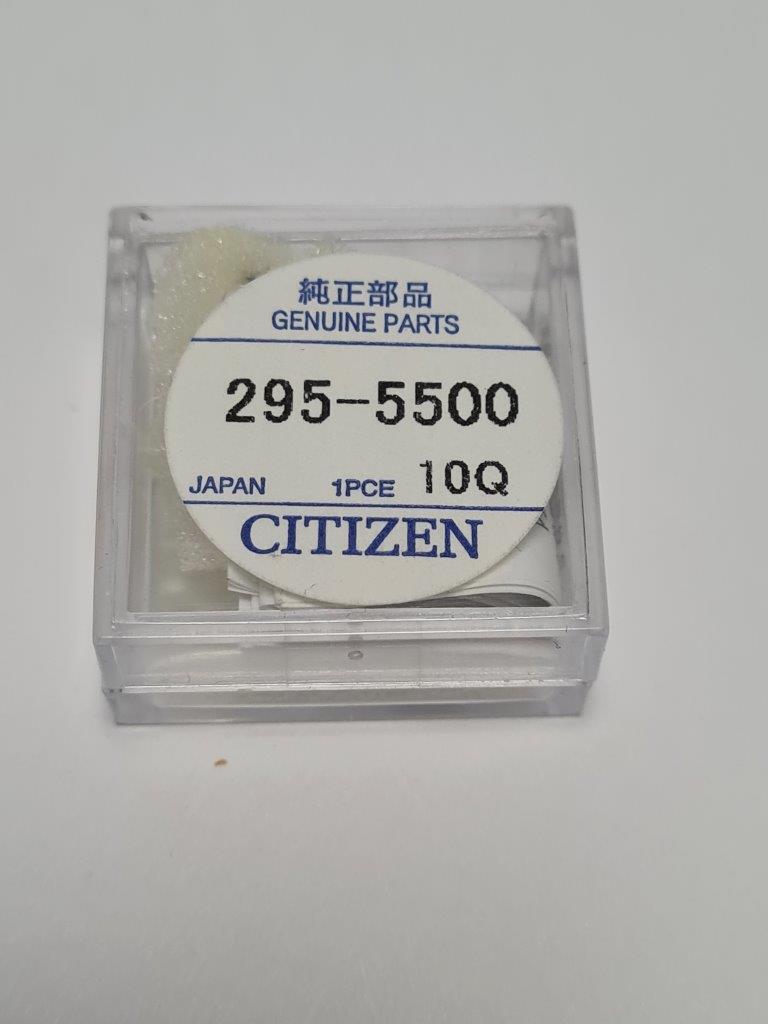 純正部品
GENUINE PARTS
295-5500
JAPAN 1PCE 10Q
CITIZEN